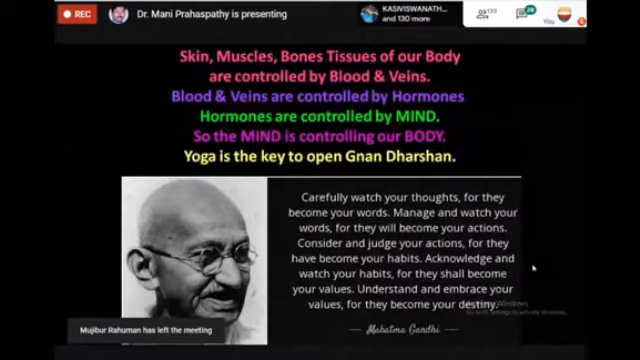 REC
Dr. Mani Prahaspathy is presenting
KASIVISWANATH...
and 130 more
133
28
You
Skin, Muscles, Bones Tissues of our Body
are controlled by Blood & Veins.
Blood & Veins are controlled by Hormones
Hormones are controlled by MIND.
So the MIND is controlling our BODY.
Yoga is the key to open Gnan Dharshan.
Carefully watch your thoughts, for they
become your words. Manage and watch your
words, for they will become your actions.
Consider and judge your actions, for they
have become your habits. Acknowledge and
watch your habits, for they shall become
your values. Understand and embrace your
values, for they become your destiny.
Mahatma Gandhi
Mujibur Rahuman has left the meeting